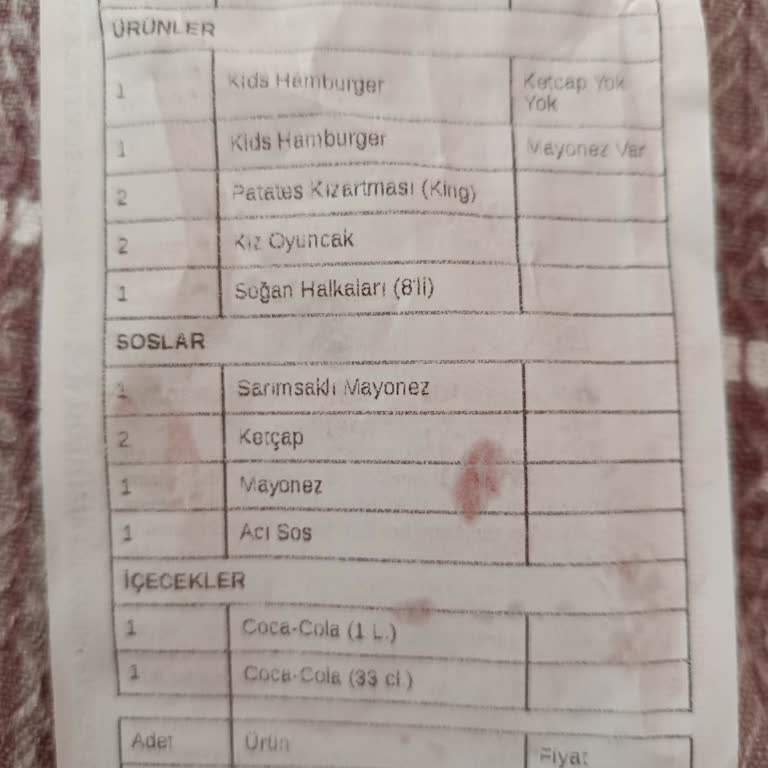 ÜRÜNLER
1 Kids Hamburger Ketçap Yok
Yok
1 Kids Hamburger Mayonez Var
2 Patates Kızartması (King)
2 Kız Oyuncak
1 Soğan Halkaları (8'li)
SOSLAR
1 Sarımsaklı Mayonez
2 Ketçap
1 Mayonez
1 Acı Sos
İÇECEKLER
1 Coca-Cola (1 L.)
1 Coca-Cola (33 cl.)
Adet Ürün Fiyat